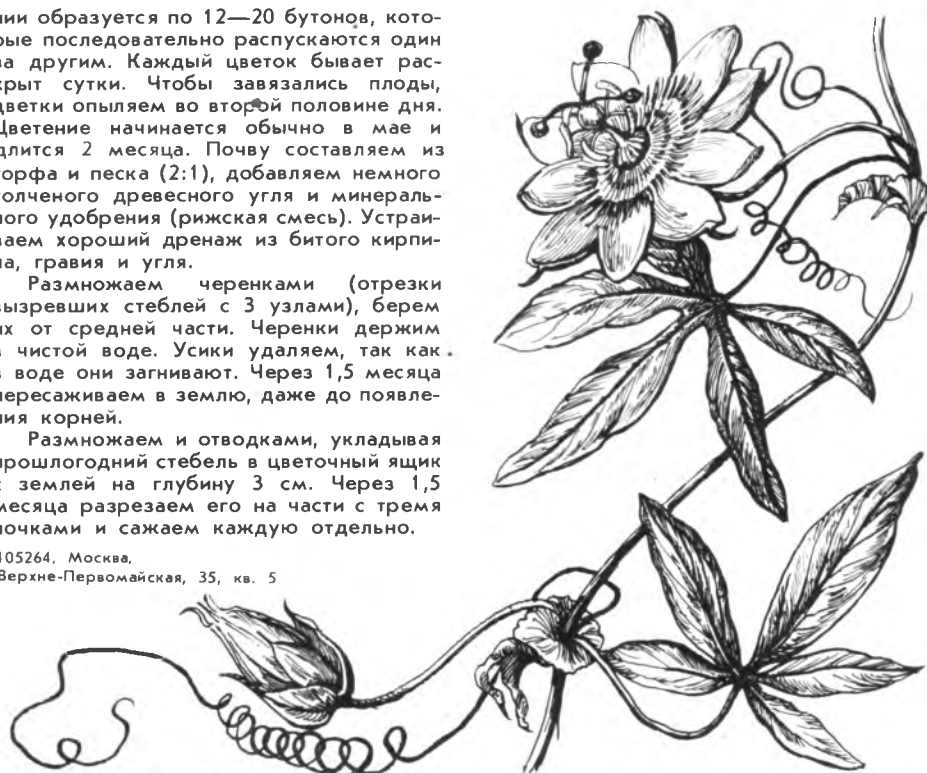 нии образуется по 12—20 бутонов, кото-
рые последовательно распускаются один
за другим. Каждый цветок бывает рас-
крыт сутки. Чтобы завязались плоды,
цветки опыляем во второй половине дня.
Цветение начинается обычно в мае и
длится 2 месяца. Почву составляем из
торфа и песка (2:1), добавляем немного
толченого древесного угля и минераль-
ного удобрения (рижская смесь). Устраи-
ваем хороший дренаж из битого кирпи-
ча, гравия и угля.
Размножаем черенками (отрезки
вызревших стеблей с 3 узлами), берем
их от средней части. Черенки держим
в чистой воде. Усики удаляем, так как
в воде они загнивают. Через 1,5 месяца
пересаживаем в землю, даже до появле-
ния корней.
Размножаем и отводками, укладывая
прошлогодний стебель в цветочный ящик
с землей на глубину 3 см. Через 1,5
месяца разрезаем его на части с тремя
почками и сажаем каждую отдельно.
105264, Москва,
Верхне-Первомайская, 35, кв. 5